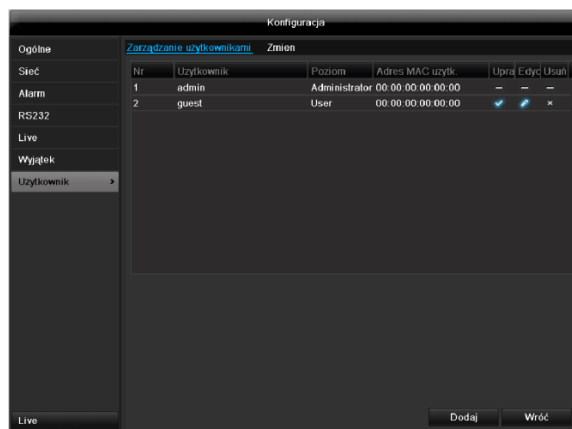 Konfiguracja
Ogólne
Sieć
Alarm
RS232
Live
Wyjątek
Użytkownik >
Live
Zarządzanie użytkownikami Zmien
Nr Użytkownik Poziom Adres MAC użytk. Upra Edyc Usuń
1 admin Administrator 00:00:00:00:00:00 – – –
2 guest User 00:00:00:00:00:00
Dodaj Wróć